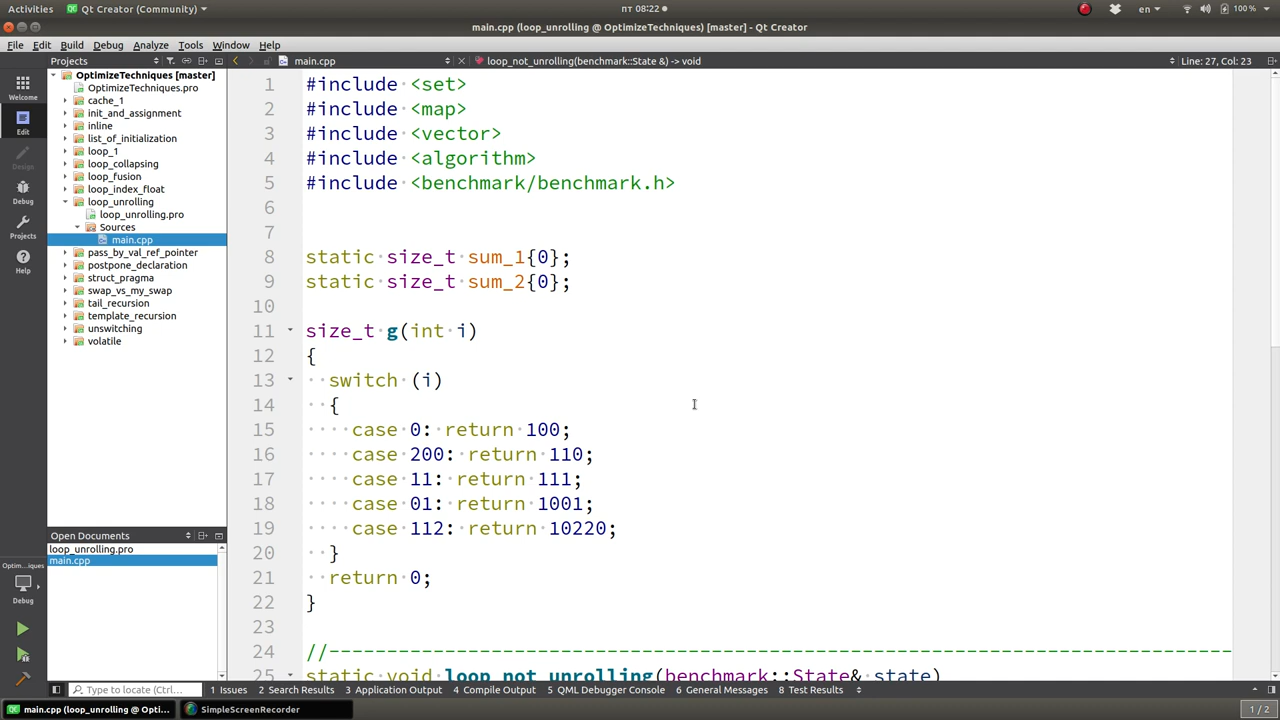 Activities Qt Creator (Community) пт 08:22 en 100 %
main.cpp (loop_unrolling @ OptimizeTechniques) [master] - Qt Creator
File Edit Build Debug Analyze Tools Window Help
Projects main.cpp loop_not_unrolling(benchmark::State &) -> void Line: 27, Col: 23
Welcome
Edit
Design
Debug
Projects
Help
OptimizeTechniques [master]
OptimizeTechniques.pro
cache_1
init_and_assignment
inline
list_of_initialization
loop_1
loop_collapsing
loop_fusion
loop_index_float
loop_unrolling
loop_unrolling.pro
Sources
main.cpp
pass_by_val_ref_pointer
postpone_declaration
struct_pragma
swap_vs_my_swap
tail_recursion
template_recursion
unswitching
volatile
Open Documents
loop_unrolling.pro
main.cpp
Optim...iques
Debug
1 #include <set>
2 #include <map>
3 #include <vector>
4 #include <algorithm>
5 #include <benchmark/benchmark.h>
6
7
8 static size_t sum_1{0};
9 static size_t sum_2{0};
10
11 size_t g(int i)
12 {
13 switch (i)
14 {
15 case 0: return 100;
16 case 200: return 110;
17 case 11: return 111;
18 case 01: return 1001;
19 case 112: return 10220;
20 }
21 return 0;
22 }
23
24 //--------------------------------------------------------------------------------
25 static void loop_not_unrolling(benchmark::State& state)
Type to locate (Ctrl... 1 Issues 2 Search Results 3 Application Output 4 Compile Output 5 QML Debugger Console 6 General Messages 8 Test Results
main.cpp (loop_unrolling @ Opti... SimpleScreenRecorder 1 / 2